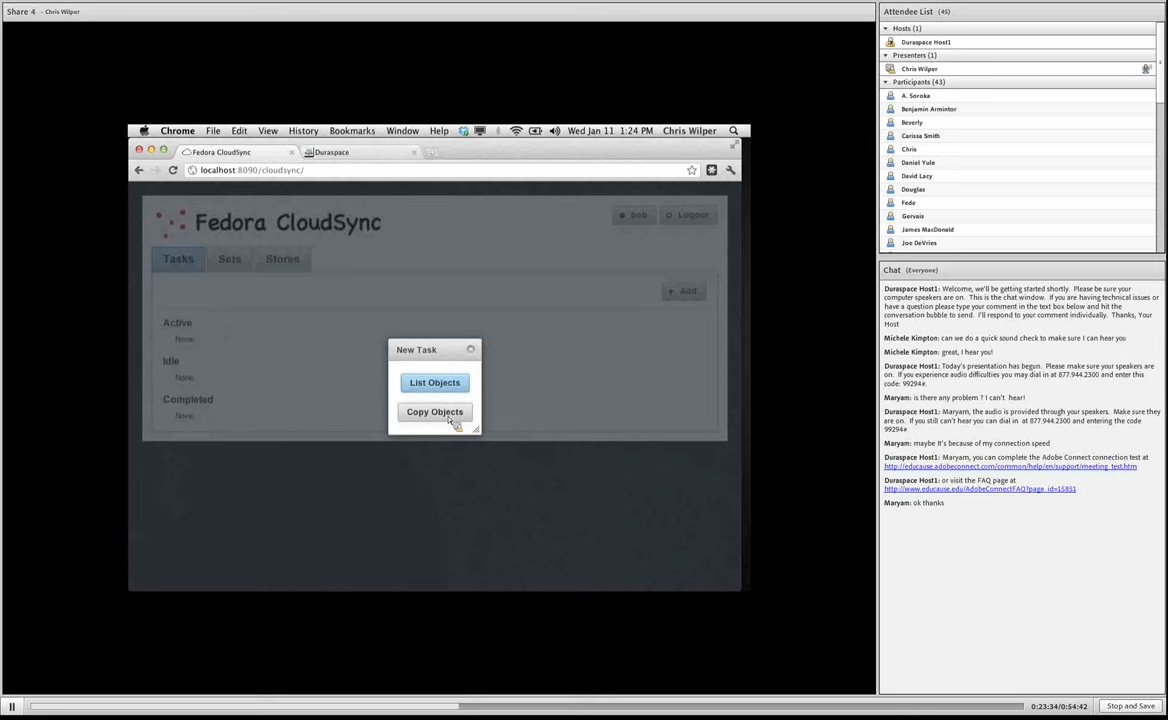 Share 4 - Chris Wilper
Chrome File Edit View History Bookmarks Window Help Wed Jan 11 1:24 PM Chris Wilper
Fedora CloudSync
Duraspace
localhost:8090/cloudsync/
Fedora CloudSync
bob
Logout
Tasks
Sets
Stores
+ Add
Active
None.
Idle
None.
Completed
None.
New Task
List Objects
Copy Objects
Attendee List (45)
Hosts (1)
Duraspace Host1
Presenters (1)
Chris Wilper
Participants (43)
A. Soroka
Benjamin Armintor
Beverly
Carissa Smith
Chris
Daniel Yule
David Lacy
Douglas
Fede
Gervais
James MacDonald
Joe DeVries
Chat (Everyone)
Duraspace Host1: Welcome, we'll be getting started shortly. Please be sure your
computer speakers are on. This is the chat window. If you are having technical issues or
have a question please type your comment in the text box below and hit the
conversation bubble to send. I'll respond to your comment individually. Thanks, Your
Host
Michele Kimpton: can we do a quick sound check to make sure I can hear you
Michele Kimpton: great, I hear you!
Duraspace Host1: Today's presentation has begun. Please make sure your speakers are
on. If you experience audio difficulties you may dial in at 877.944.2300 and enter this
code: 99294#.
Maryam: is there any problem ? I can't hear!
Duraspace Host1: Maryam, the audio is provided through your speakers. Make sure they
are on. If you still can't hear you can dial in at 877.944.2300 and entering the code
99294#
Maryam: maybe It's because of my connection speed
Duraspace Host1: Maryam, you can complete the Adobe Connect connection test at
http://educause.adobeconnect.com/common/help/en/support/meeting_test.htm
Duraspace Host1: or visit the FAQ page at
http://www.educause.edu/AdobeConnectFAQ?page_id=15851
Maryam: ok thanks
0:23:34/0:54:42
Stop and Save